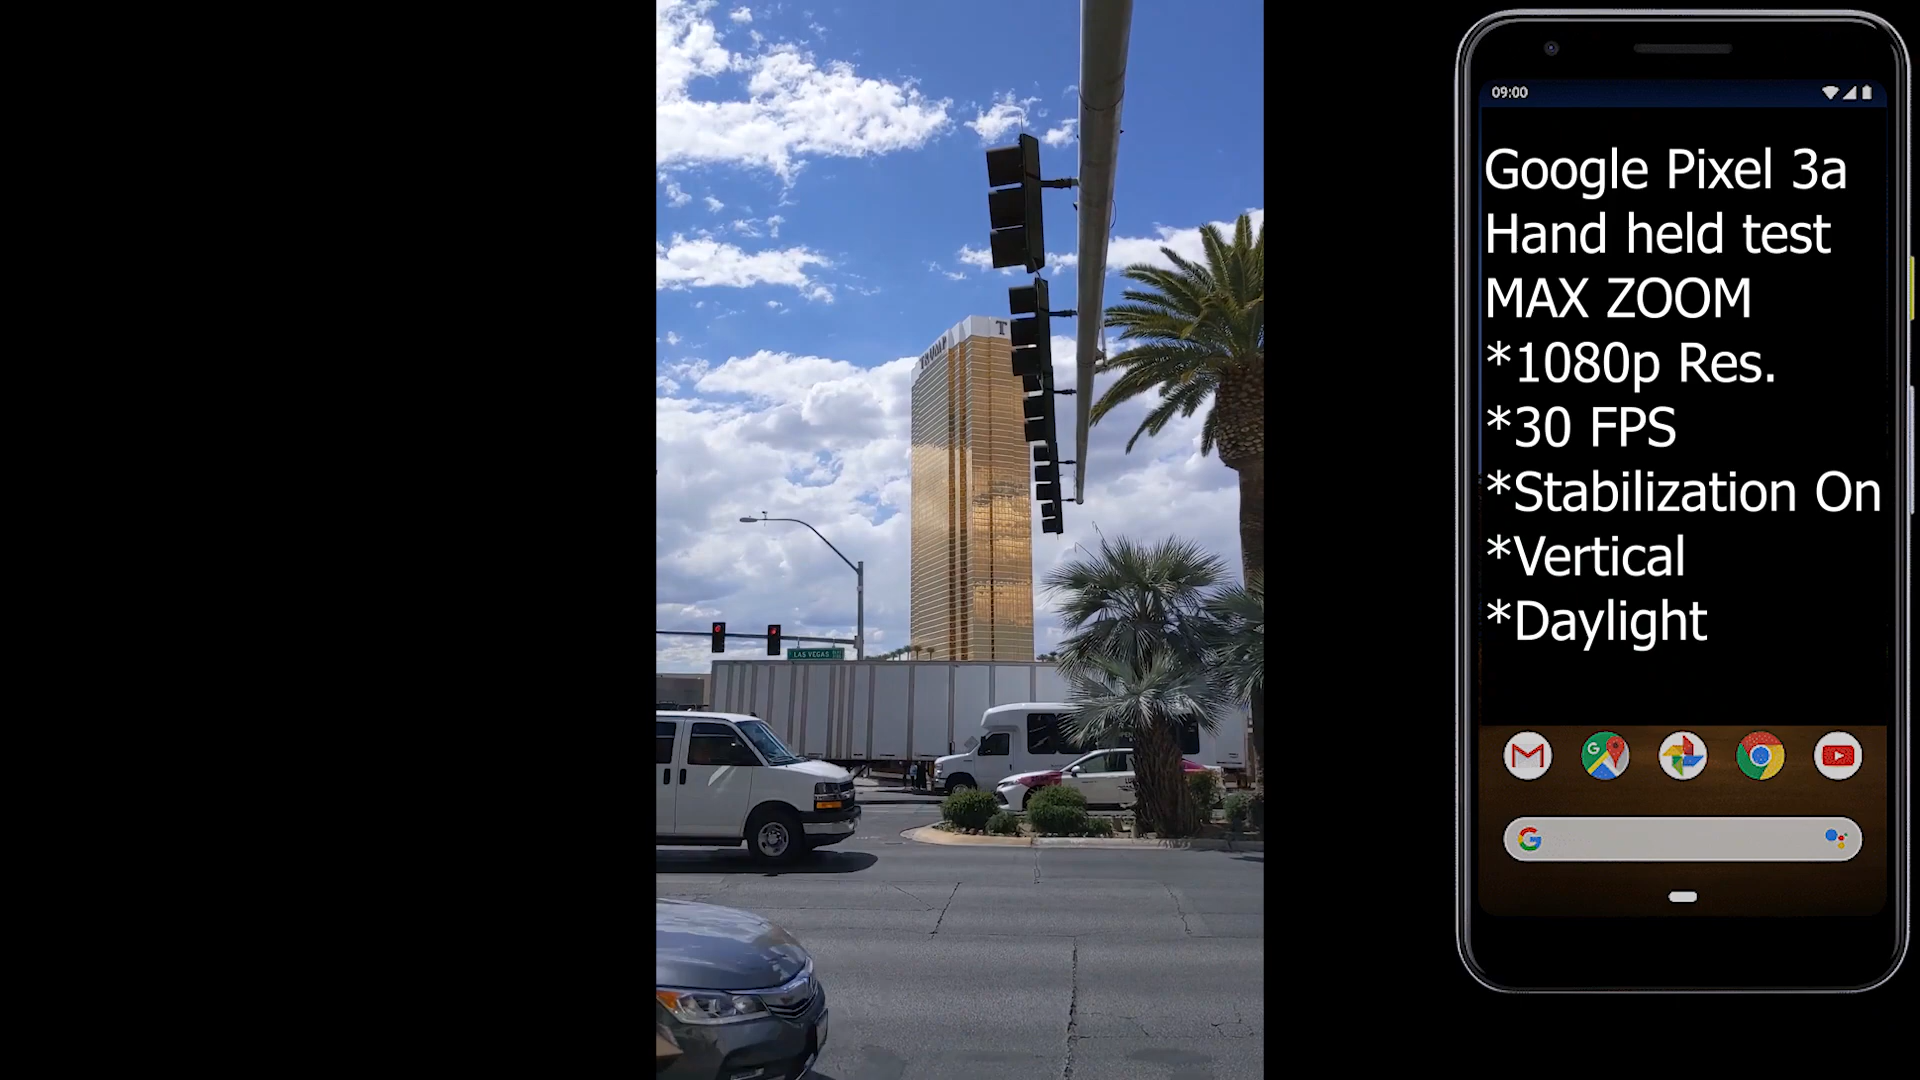 TRUMP
T
LAS VEGAS
09:00
Google Pixel 3a
Hand held test
MAX ZOOM
*1080p Res.
*30 FPS
*Stabilization On
*Vertical
*Daylight